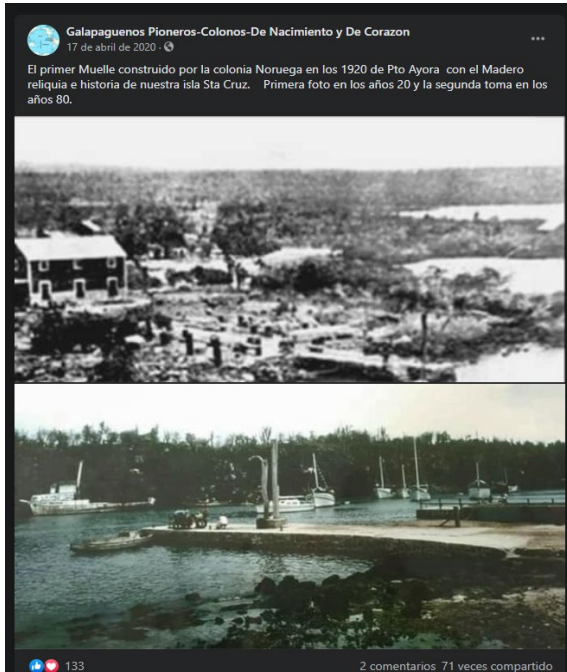 Galapaguenos Pioneros-Colonos-De Nacimiento y De Corazon
17 de abril de 2020 ·
El primer Muelle construido por la colonia Noruega en los 1920 de Pto Ayora con el Madero
reliquia e historia de nuestra isla Sta Cruz. Primera foto en los años 20 y la segunda toma en los
años 80.
133
2 comentarios 71 veces compartido